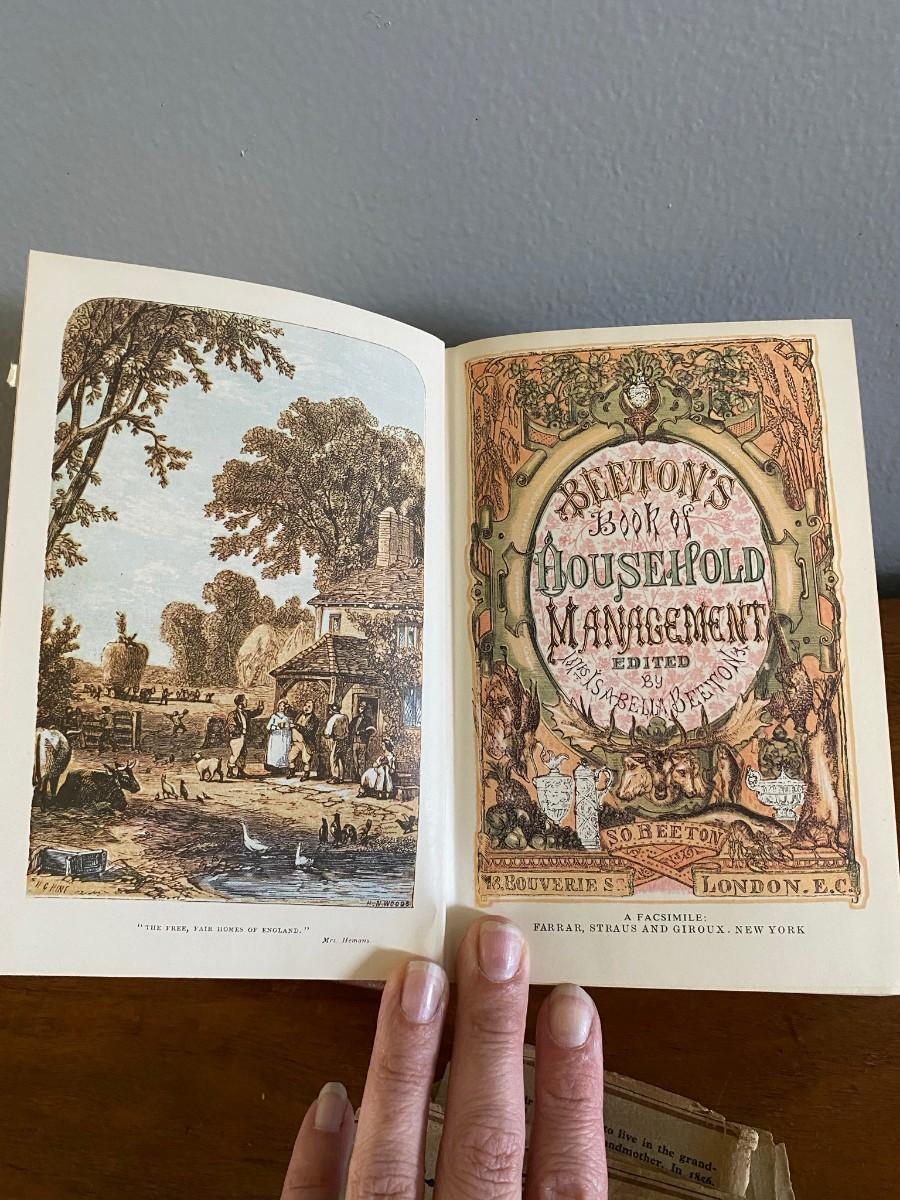 H G HINE
H.N.WOODS
"THE FREE, FAIR HOMES OF ENGLAND."
Mrs. Hemans.
BEETON'S
Book of
HOUSEHOLD
MANAGEMENT
EDITED
BY
MRS ISABELLA BEETON
S.O.BEETON
18,BOUVERIE ST.
LONDON.E.C.
A FACSIMILE:
FARRAR, STRAUS AND GIROUX. NEW YORK
to live in the grand-
andmother. In 1856,